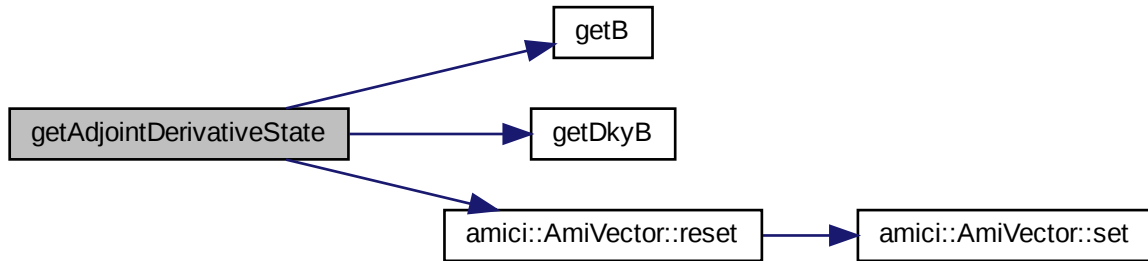 getB
getAdjointDerivativeState
getDkyB
amici::AmiVector::reset
amici::AmiVector::set